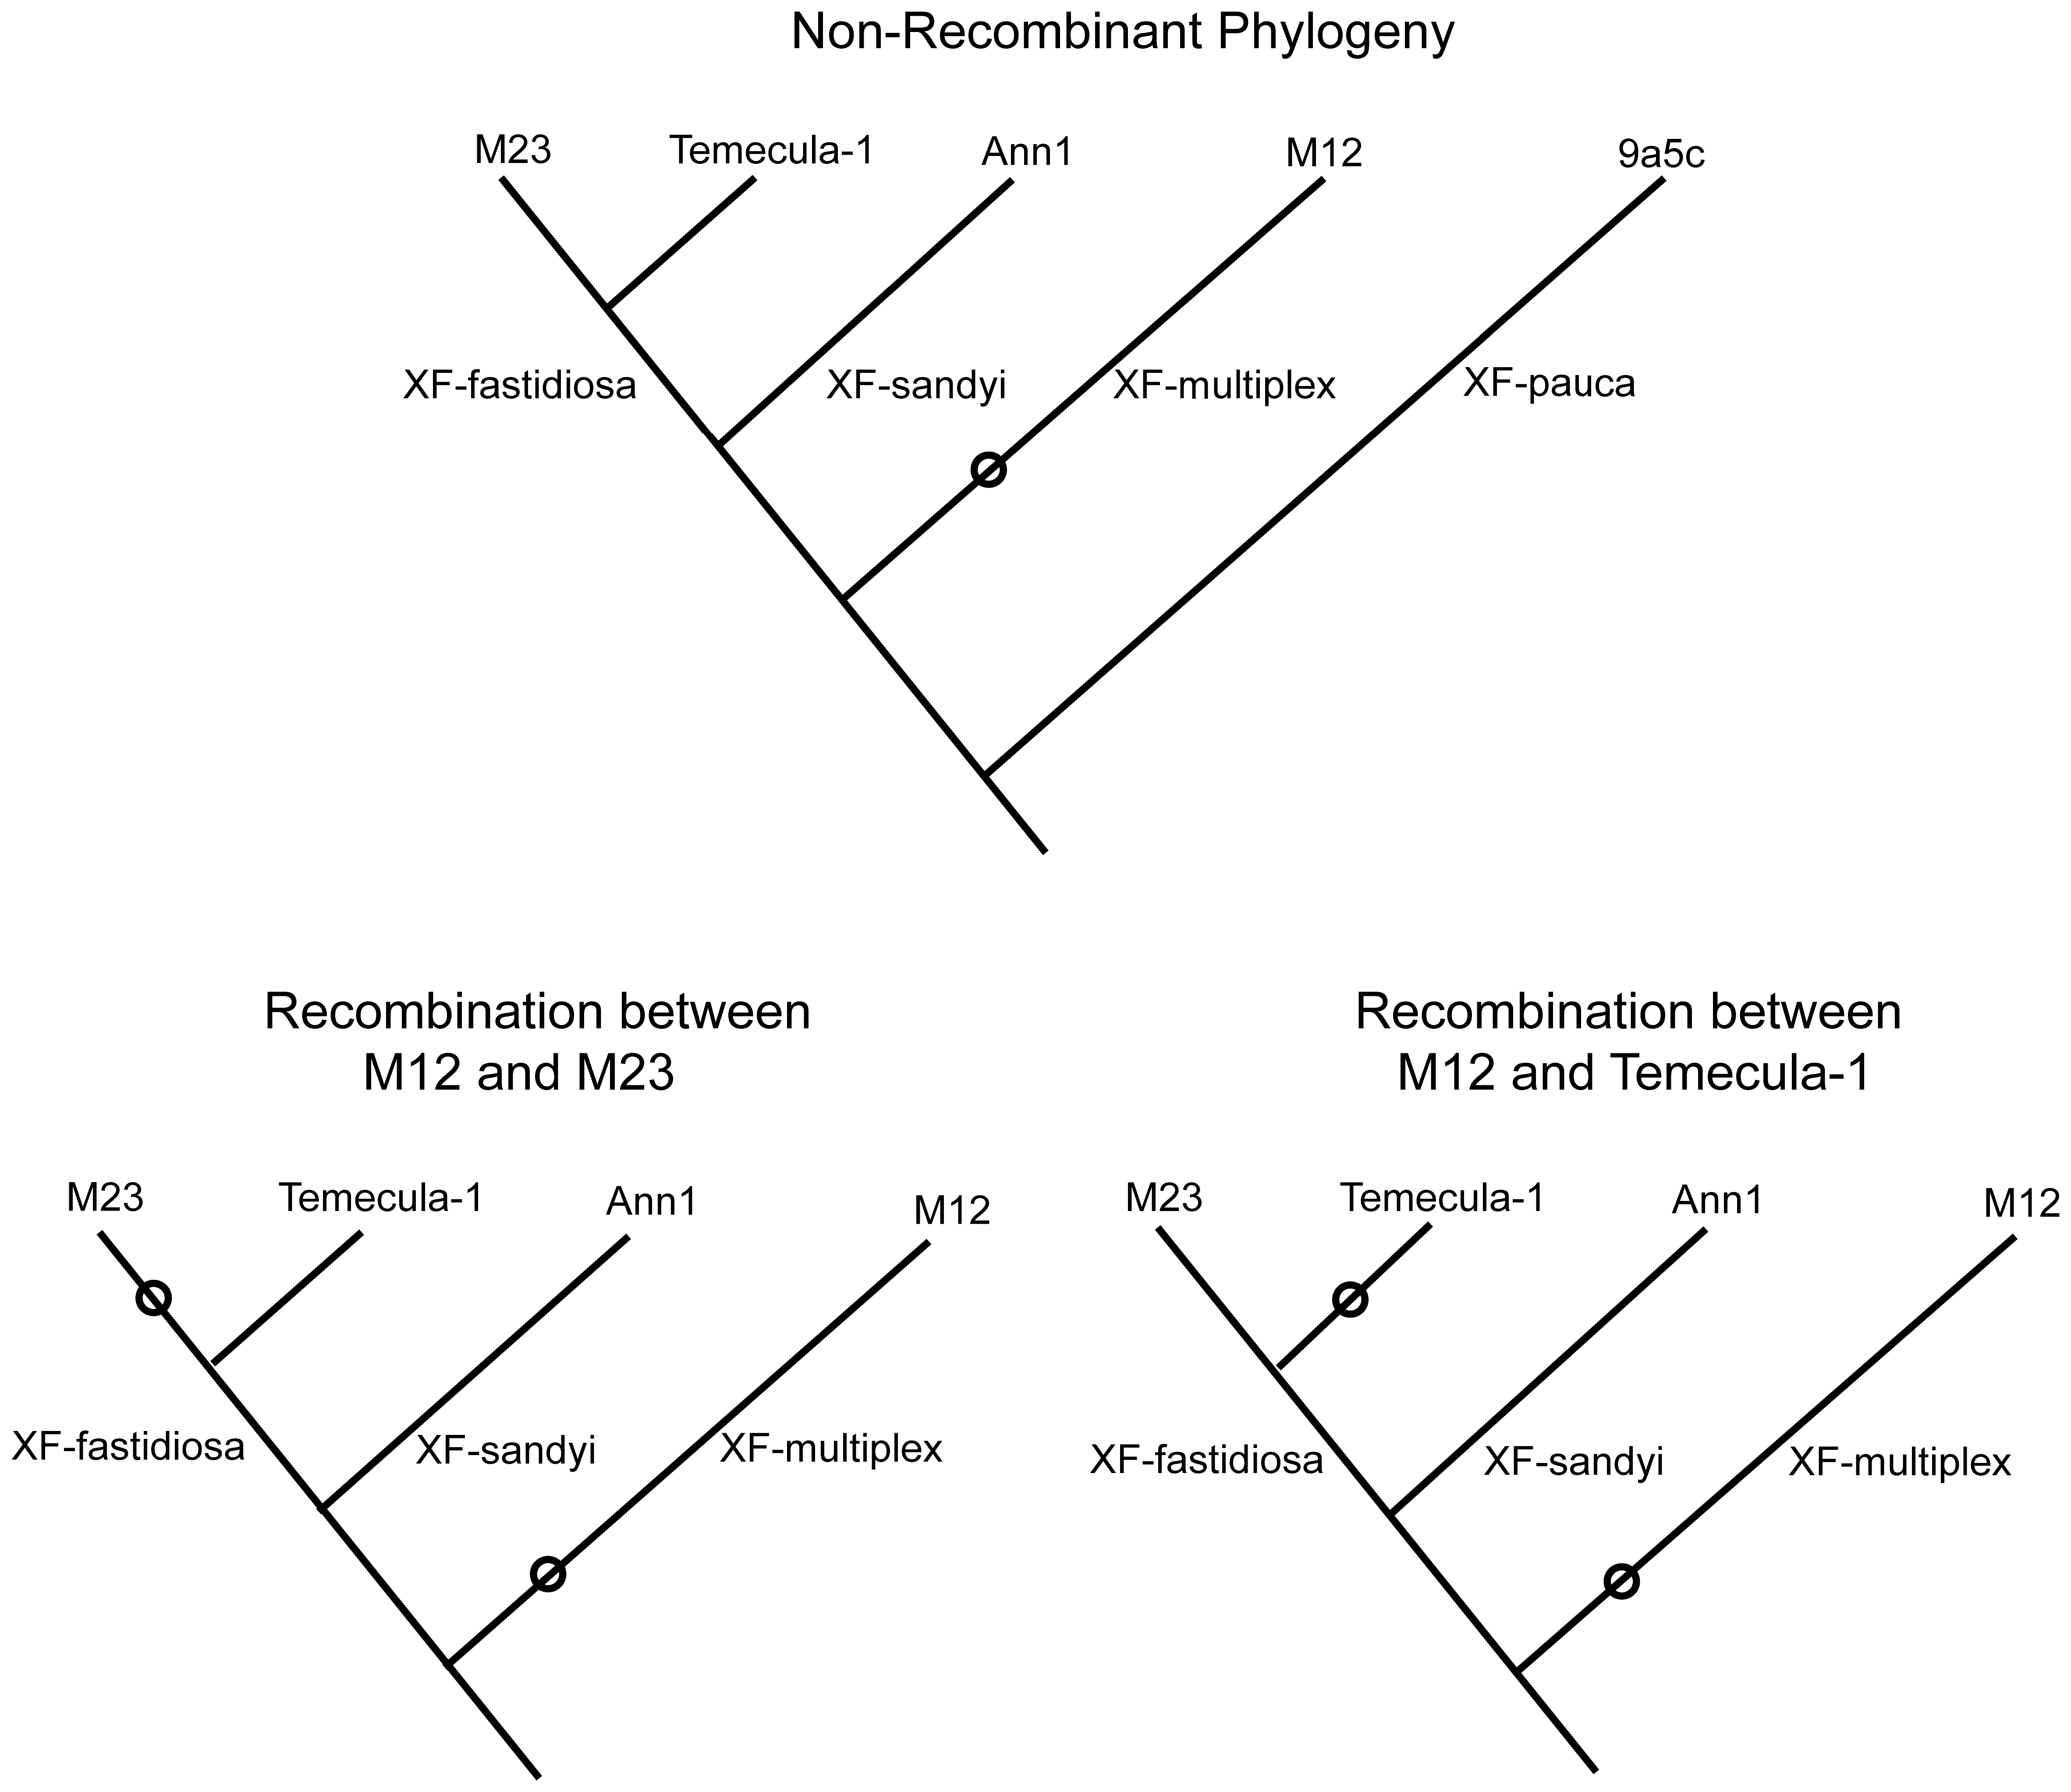 Non-Recombinant Phylogeny
M23 Temecula-1 Ann1 M12 9a5c
XF-fastidiosa XF-sandyi XF-multiplex XF-pauca
Recombination between
M12 and M23
M23 Temecula-1 Ann1 M12
XF-fastidiosa XF-sandyi XF-multiplex
Recombination between
M12 and Temecula-1
M23 Temecula-1 Ann1 M12
XF-fastidiosa XF-sandyi XF-multiplex